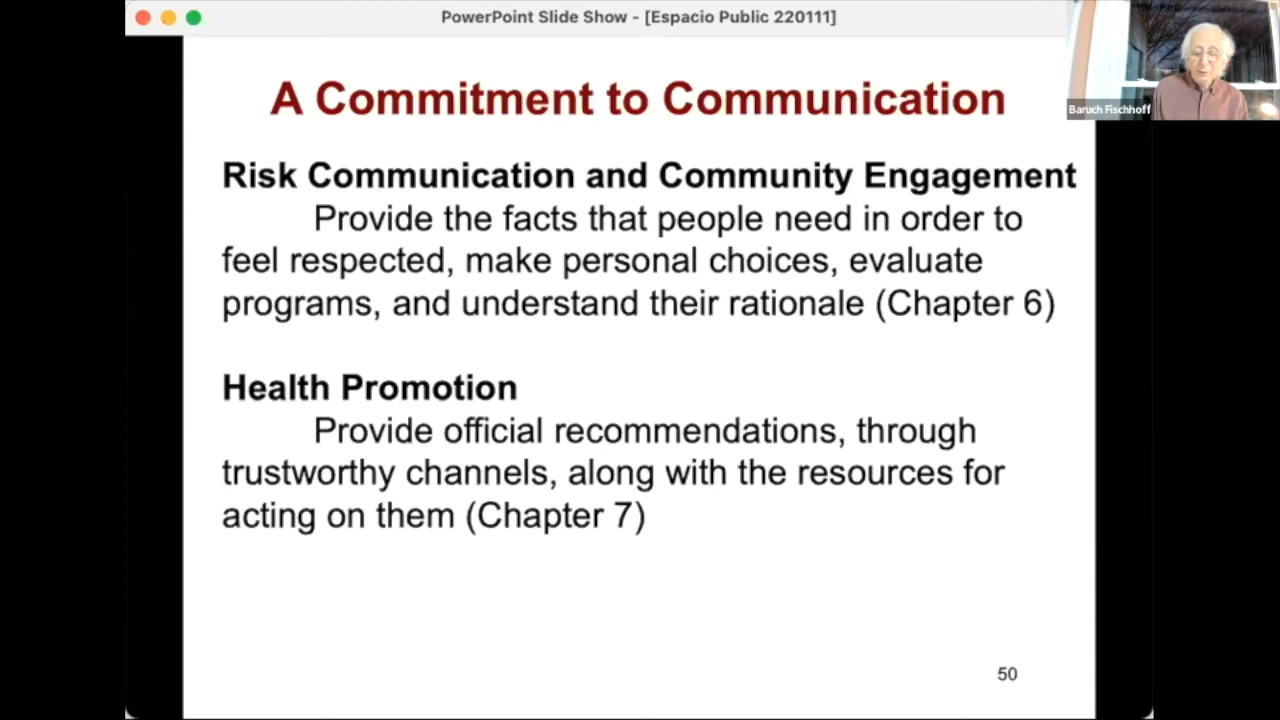 PowerPoint Slide Show - [Espacio Public 220111]
Baruch Fischhoff
A Commitment to Communication
Risk Communication and Community Engagement
Provide the facts that people need in order to
feel respected, make personal choices, evaluate
programs, and understand their rationale (Chapter 6)
Health Promotion
Provide official recommendations, through
trustworthy channels, along with the resources for
acting on them (Chapter 7)
50